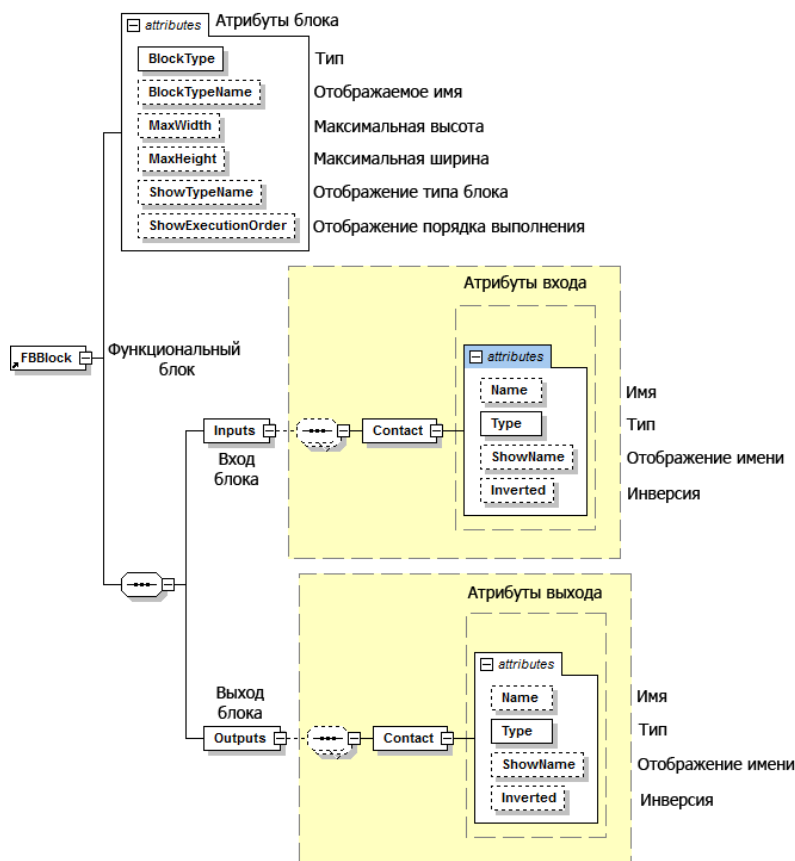 attributes Атрибуты блока
BlockType Тип
BlockTypeName Отображаемое имя
MaxWidth Максимальная высота
MaxHeight Максимальная ширина
ShowTypeName Отображение типа блока
ShowExecutionOrder Отображение порядка выполнения
FBBlock
Функциональный
блок
Inputs
Вход
блока
Атрибуты входа
Contact
attributes
Name Имя
Type Тип
ShowName Отображение имени
Inverted Инверсия
Выход
блока
Outputs
Атрибуты выхода
Contact
attributes
Name Имя
Type Тип
ShowName Отображение имени
Inverted Инверсия